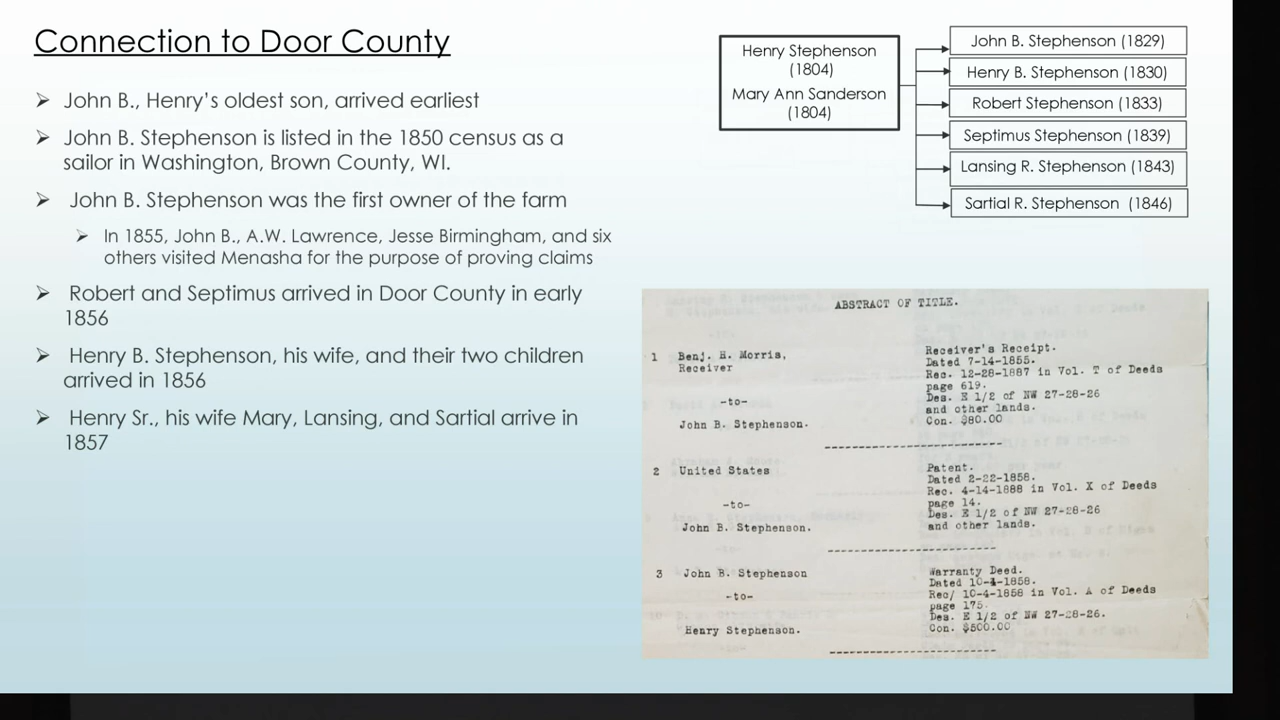 Connection to Door County
➢ John B., Henry's oldest son, arrived earliest
➢ John B. Stephenson is listed in the 1850 census as a
sailor in Washington, Brown County, WI.
➢ John B. Stephenson was the first owner of the farm
➢ In 1855, John B., A.W. Lawrence, Jesse Birmingham, and six
others visited Menasha for the purpose of proving claims
➢ Robert and Septimus arrived in Door County in early
1856
➢ Henry B. Stephenson, his wife, and their two children
arrived in 1856
➢ Henry Sr., his wife Mary, Lansing, and Sartial arrive in
1857
Henry Stephenson
(1804)
Mary Ann Sanderson
(1804)
John B. Stephenson (1829)
Henry B. Stephenson (1830)
Robert Stephenson (1833)
Septimus Stephenson (1839)
Lansing R. Stephenson (1843)
Sartial R. Stephenson (1846)
ABSTRACT OF TITLE.
1 Benj. H. Morris,
Receiver
-to-
John B. Stephenson.
Receiver's Receipt.
Dated 7-14-1855.
Rec. 12-28-1887 in Vol. T of Deeds
page 619.
Des. E 1/2 of NW 27-28-26
and other lands.
Con. $80.00
2 United States
-to-
John B. Stephenson.
Patent.
Dated 2-22-1858.
Rec. 4-14-1888 in Vol. X of Deeds
page 14.
Des. E 1/2 of NW 27-28-26
and other lands.
3 John B. Stephenson
-to-
Henry Stephenson.
Warranty Deed.
Dated 10-4-1858.
Rec/ 10-4-1858 in Vol. A of Deeds
page 175.
Des. E 1/2 of NW 27-28-26.
Con. $500.00